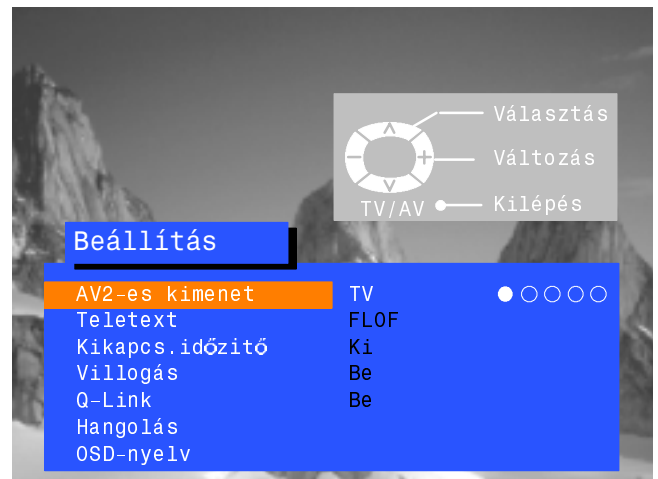 Választás
Változás
TV/AV Kilépés
Beállítás
AV2-es kimenet TV
Teletext FLOF
Kikapcs.időzitő Ki
Villogás Be
Q-Link Be
Hangolás
OSD-nyelv